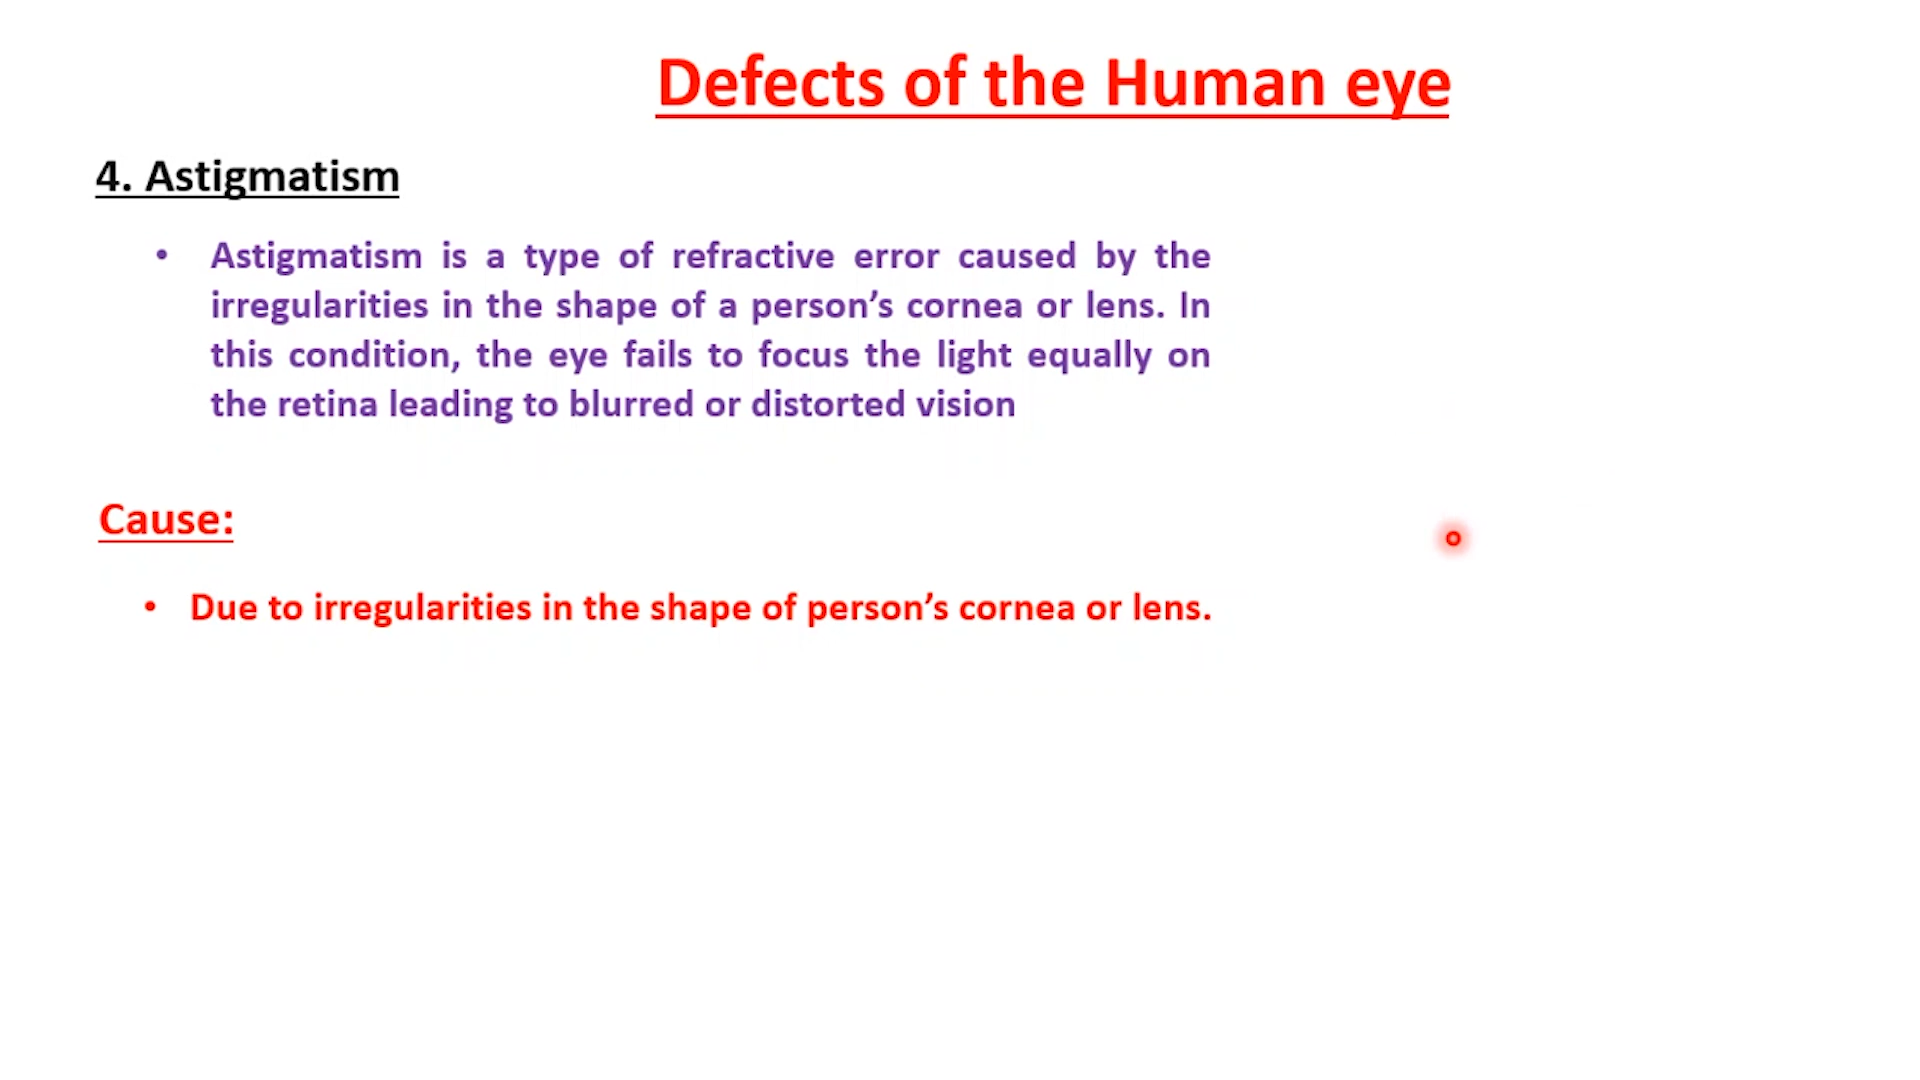 Defects of the Human eye
4. Astigmatism
• Astigmatism is a type of refractive error caused by the
irregularities in the shape of a person’s cornea or lens. In
this condition, the eye fails to focus the light equally on
the retina leading to blurred or distorted vision
Cause:
• Due to irregularities in the shape of person’s cornea or lens.